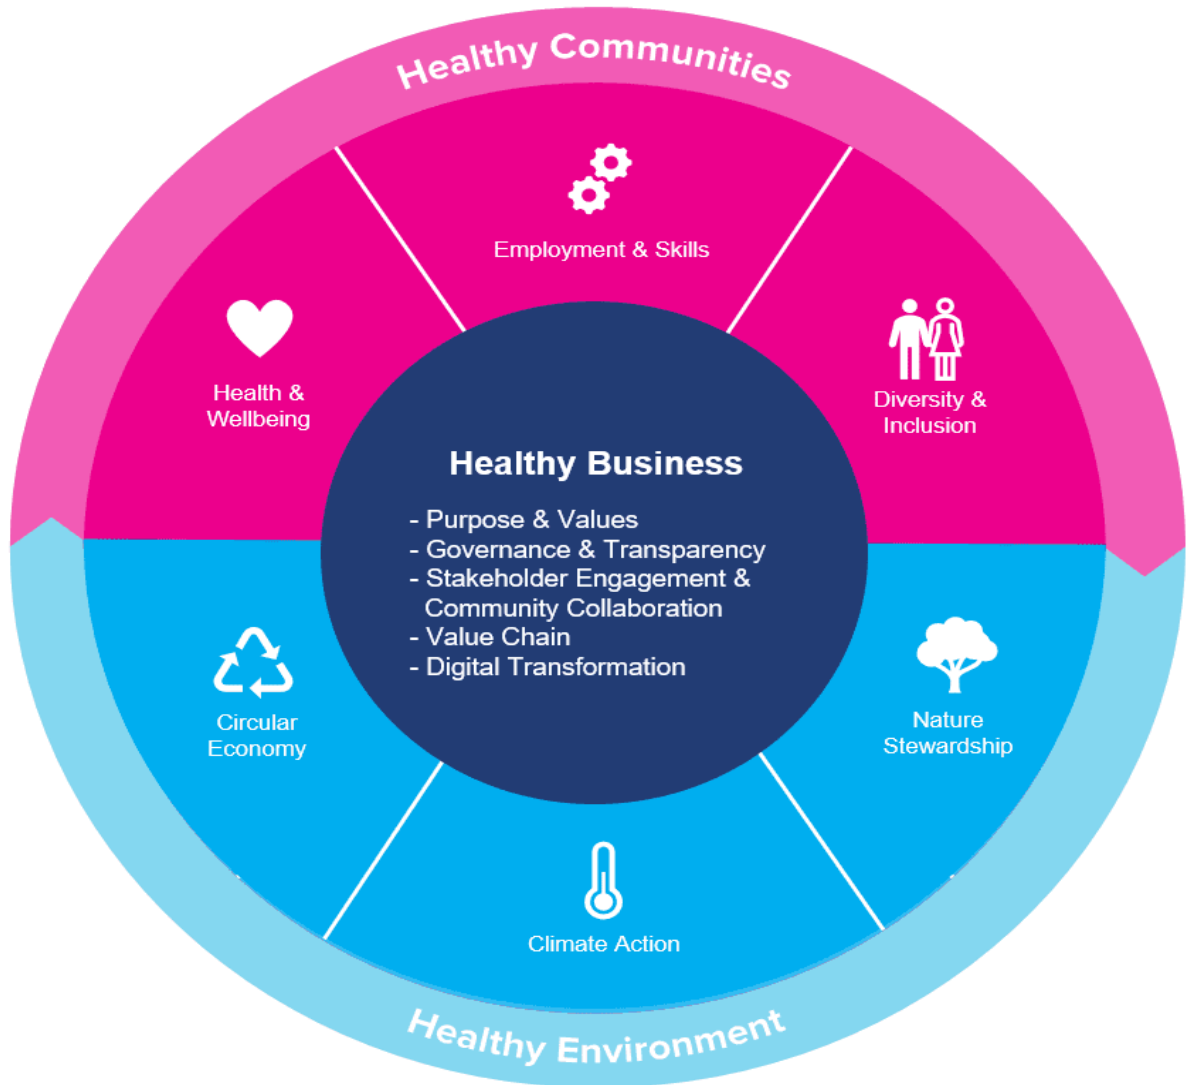 Healthy Communities
Employment & Skills
Health &
Wellbeing
Diversity &
Inclusion
Healthy Business
- Purpose & Values
- Governance & Transparency
- Stakeholder Engagement &
Community Collaboration
- Value Chain
- Digital Transformation
Circular
Economy
Nature
Stewardship
Climate Action
Healthy Environment